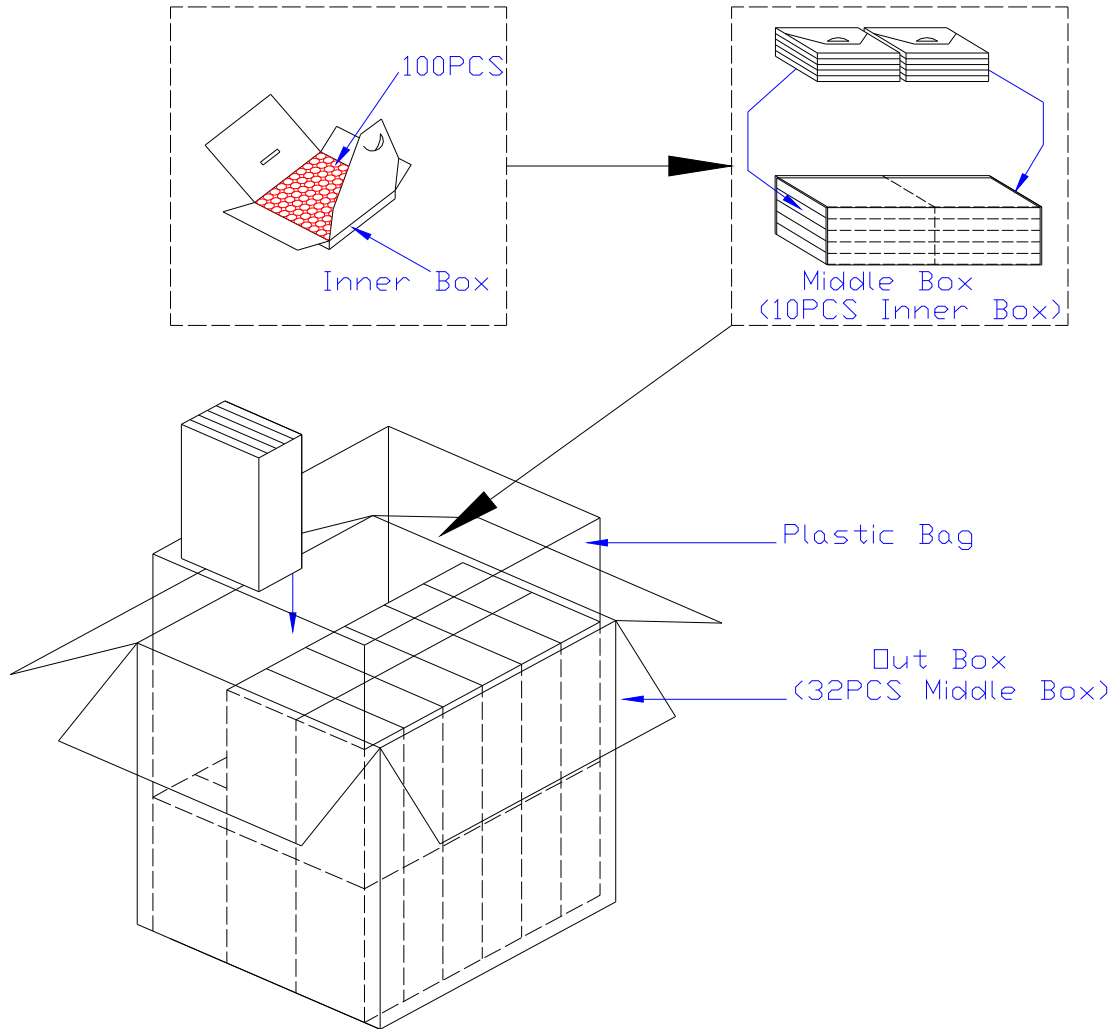 100PCS
Inner Box
Middle Box
(10PCS Inner Box)
Plastic Bag
Out Box
(32PCS Middle Box)